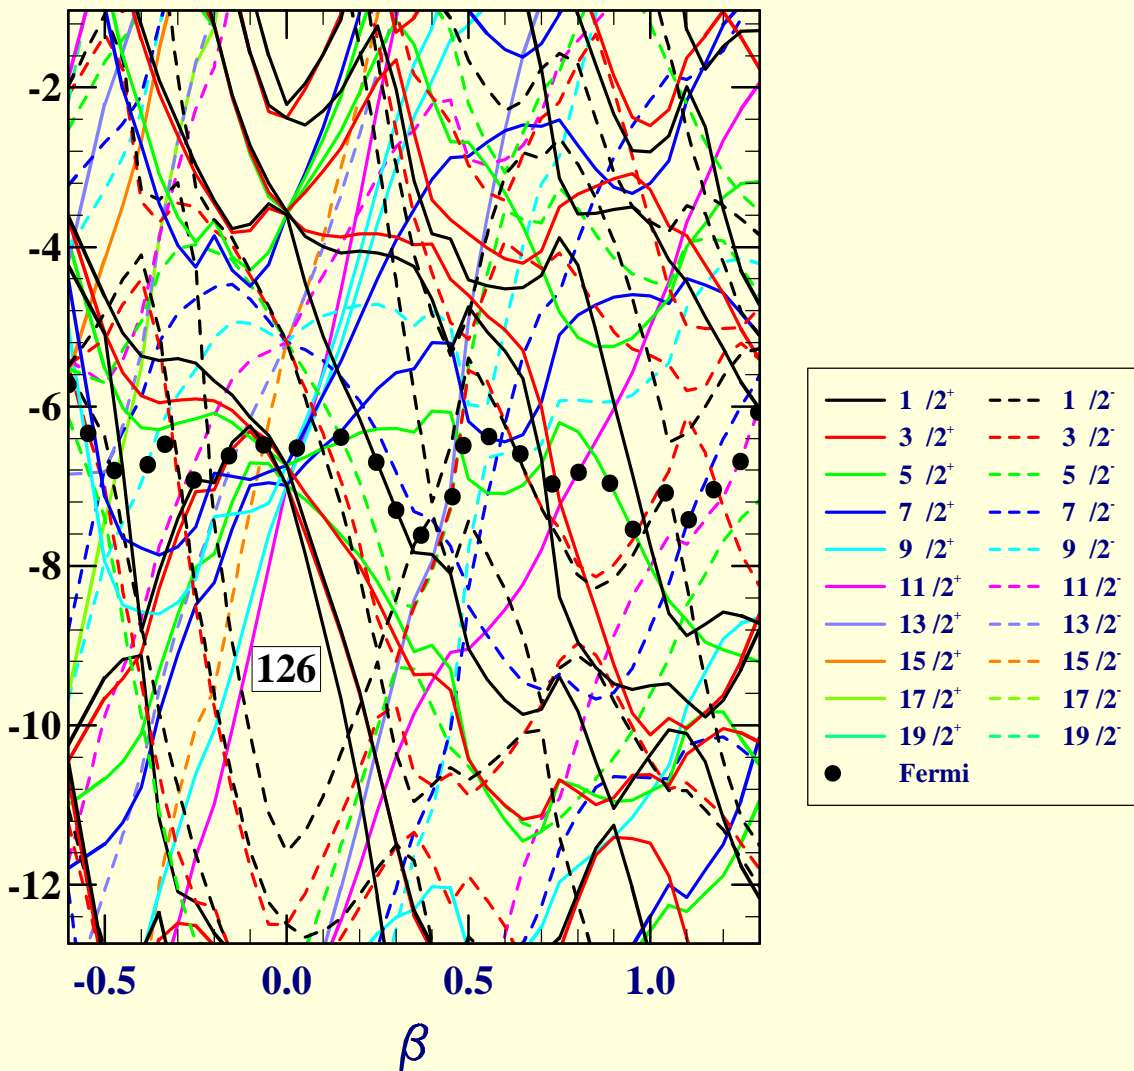 -2
-4
-6
-8
-10
-12
126
-0.5 0.0 0.5 1.0
β
1 /2+ 1 /2-
3 /2+ 3 /2-
5 /2+ 5 /2-
7 /2+ 7 /2-
9 /2+ 9 /2-
11 /2+ 11 /2-
13 /2+ 13 /2-
15 /2+ 15 /2-
17 /2+ 17 /2-
19 /2+ 19 /2-
Fermi